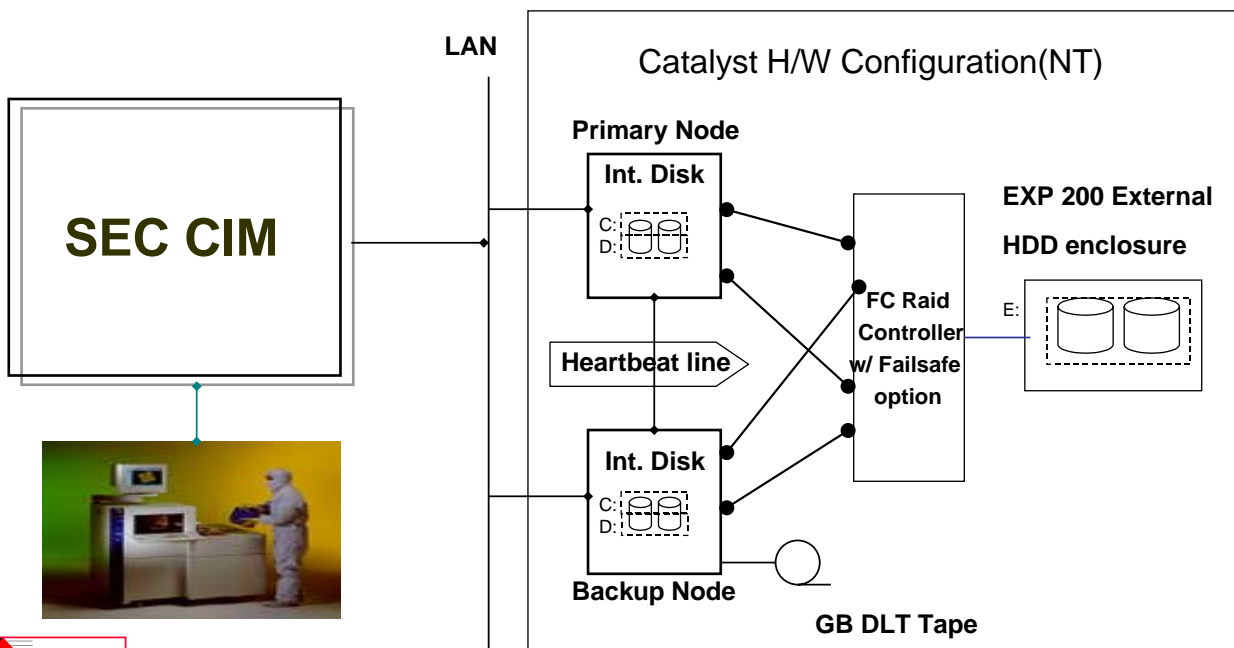 LAN
Catalyst H/W Configuration(NT)
SEC CIM
Primary Node
Int. Disk
C:
D:
EXP 200 External
HDD enclosure
E:
FC Raid
Controller
w/ Failsafe
option
Heartbeat line
Int. Disk
C:
D:
Backup Node
GB DLT Tape